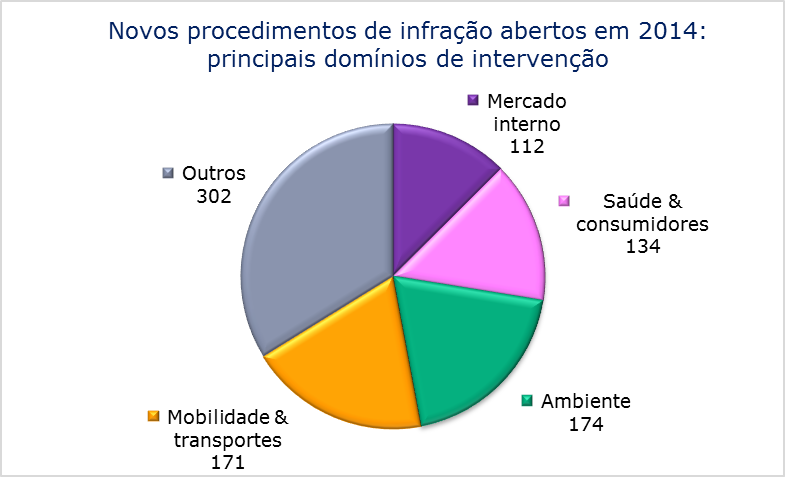 Novos procedimentos de infração abertos em 2014:
principais domínios de intervenção
Mercado
interno
112
Saúde &
consumidores
134
Ambiente
174
Mobilidade &
transportes
171
Outros
302